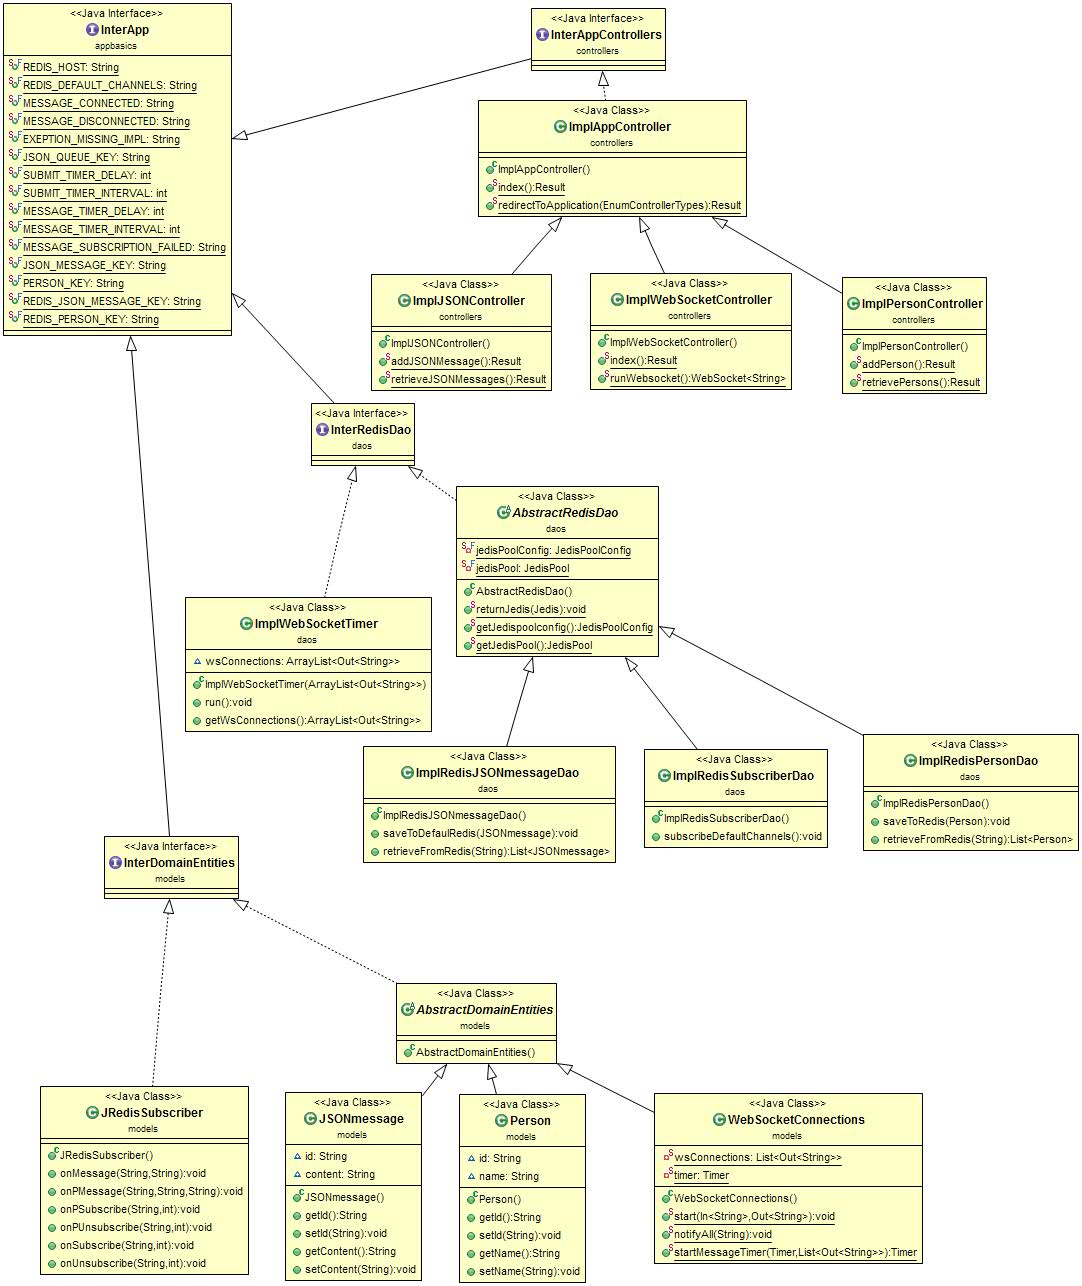 <<Java Interface>>
InterApp
appbasics
REDIS_HOST: String
REDIS_DEFAULT_CHANNELS: String
MESSAGE_CONNECTED: String
MESSAGE_DISCONNECTED: String
EXEPTION_MISSING_IMPL: String
JSON_QUEUE_KEY: String
SUBMIT_TIMER_DELAY: int
SUBMIT_TIMER_INTERVAL: int
MESSAGE_TIMER_DELAY: int
MESSAGE_TIMER_INTERVAL: int
MESSAGE_SUBSCRIPTION_FAILED: String
JSON_MESSAGE_KEY: String
PERSON_KEY: String
REDIS_JSON_MESSAGE_KEY: String
REDIS_PERSON_KEY: String
<<Java Interface>>
InterAppControllers
controllers
<<Java Class>>
ImplAppController
controllers
ImplAppController()
index():Result
redirectToApplication(EnumControllerTypes):Result
<<Java Class>>
ImplJSONController
controllers
ImplJSONController()
addJSONMessage():Result
retrieveJSONMessages():Result
<<Java Class>>
ImplWebSocketController
controllers
ImplWebSocketController()
index():Result
runWebsocket():WebSocket<String>
<<Java Class>>
ImplPersonController
controllers
ImplPersonController()
addPerson():Result
retrievePersons():Result
<<Java Interface>>
InterRedisDao
daos
<<Java Class>>
AbstractRedisDao
daos
jedisPoolConfig: JedisPoolConfig
jedisPool: JedisPool
AbstractRedisDao()
returnJedis(Jedis):void
getJedispoolconfig():JedisPoolConfig
getJedisPool():JedisPool
<<Java Class>>
ImplWebSocketTimer
daos
wsConnections: ArrayList<Out<String>>
ImplWebSocketTimer(ArrayList<Out<String>>)
run():void
getWsConnections():ArrayList<Out<String>>
<<Java Class>>
ImplRedisJSONmessageDao
daos
ImplRedisJSONmessageDao()
saveToDefaulRedis(JSONmessage):void
retrieveFromRedis(String):List<JSONmessage>
<<Java Class>>
ImplRedisSubscriberDao
daos
ImplRedisSubscriberDao()
subscribeDefaultChannels():void
<<Java Class>>
ImplRedisPersonDao
daos
ImplRedisPersonDao()
saveToRedis(Person):void
retrieveFromRedis(String):List<Person>
<<Java Interface>>
InterDomainEntities
models
<<Java Class>>
AbstractDomainEntities
models
AbstractDomainEntities()
<<Java Class>>
JRedisSubscriber
models
JRedisSubscriber()
onMessage(String,String):void
onPMessage(String,String,String):void
onPSubscribe(String,int):void
onPUnsubscribe(String,int):void
onSubscribe(String,int):void
onUnsubscribe(String,int):void
<<Java Class>>
JSONmessage
models
id: String
content: String
JSONmessage()
getId():String
setId(String):void
getContent():String
setContent(String):void
<<Java Class>>
Person
models
id: String
name: String
Person()
getId():String
setId(String):void
getName():String
setName(String):void
<<Java Class>>
WebSocketConnections
models
wsConnections: List<Out<String>>
timer: Timer
WebSocketConnections()
start(In<String>,Out<String>):void
notifyAll(String):void
startMessageTimer(Timer,List<Out<String>>):Timer